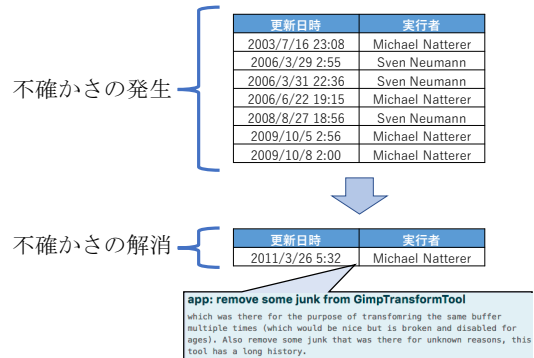 更新日時 実行者
2003/7/16 23:08 Michael Natterer
2006/3/29 2:55 Sven Neumann
2006/3/31 22:36 Sven Neumann
2006/6/22 19:15 Michael Natterer
2008/8/27 18:56 Sven Neumann
2009/10/5 2:56 Michael Natterer
2009/10/8 2:00 Michael Natterer
不確かさの発生
不確かさの解消
更新日時 実行者
2011/3/26 5:32 Michael Natterer
app: remove some junk from GimpTransformTool
which was there for the purpose of transfomring the same buffer
multiple times (which would be nice but is broken and disabled for
ages). Also remove some junk that was there for unknown reasons, this
tool has a long history.